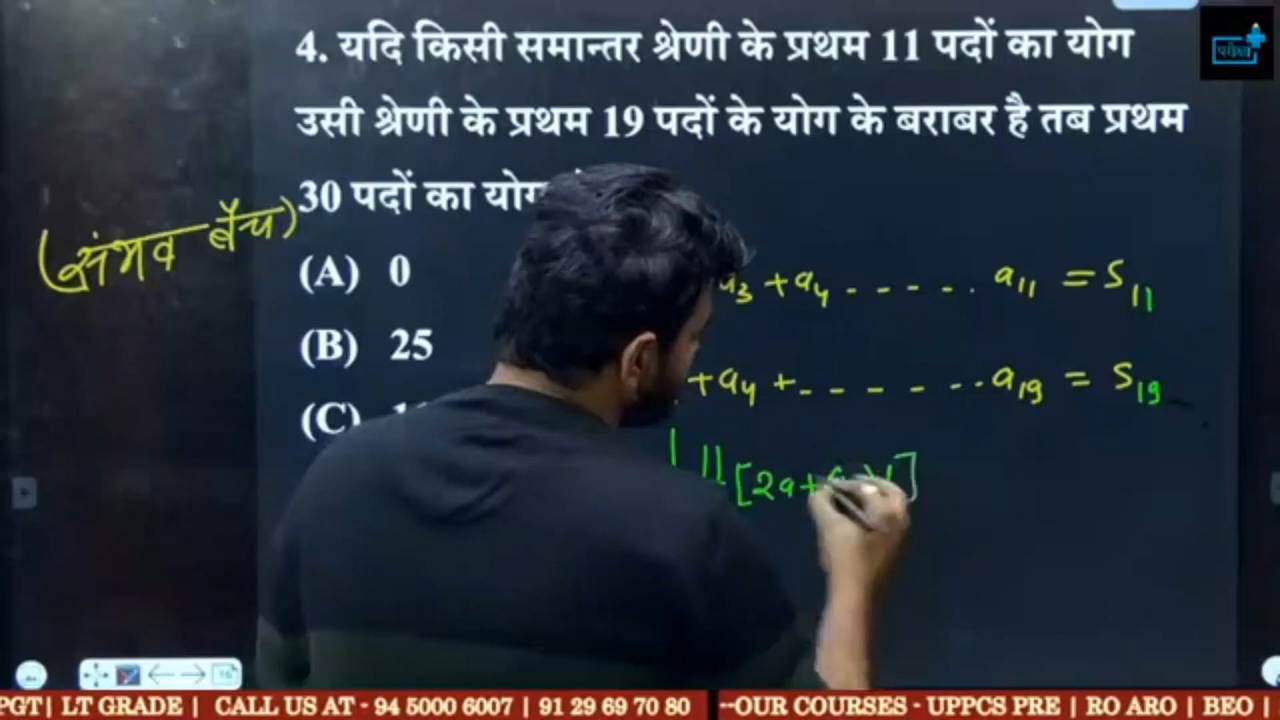 4. यदि किसी समान्तर श्रेणी के प्रथम 11 पदों का योग
उसी श्रेणी के प्रथम 19 पदों के योग के बराबर है तब प्रथम
30 पदों का
(संभव बैच)
(A) 0
(B) 25
(C)
+ a₄ - - - - - . a₁₁ = S₁₁
+ a₄ + - - - - - - a₁₉ = S₁₉
11 [2a+
परीक्षा
PGT | LT GRADE | CALL US AT - 94 5000 6007 | 91 29 69 70 80 --OUR COURSES - UPPCS PRE | RO ARO | BEO |